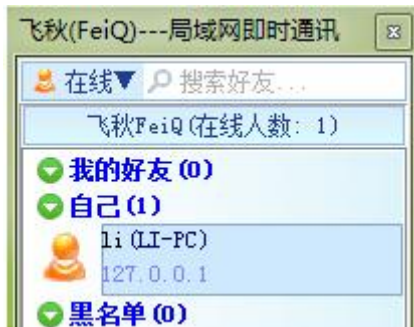 飞秋(FeiQ)---局域网即时通讯
在线▼ 搜索好友...
飞秋FeiQ(在线人数: 1)
我的好友(0)
自己(1)
li(LI-PC)
127.0.0.1
黑名单(0)